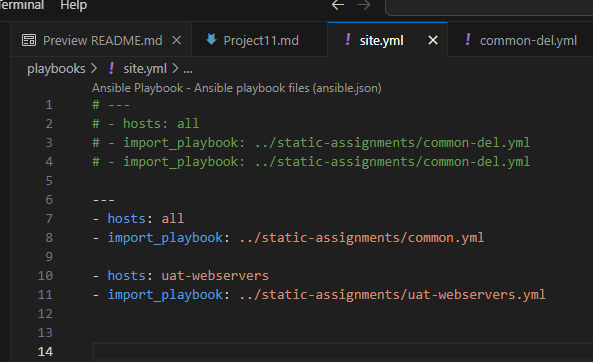 Terminal Help
Preview README.md Project11.md ! site.yml ! common-del.yml
playbooks > ! site.yml > ...
Ansible Playbook - Ansible playbook files (ansible.json)
1 # ---
2 # - hosts: all
3 # - import_playbook: ../static-assignments/common-del.yml
4 # - import_playbook: ../static-assignments/common-del.yml
5
6 ---
7 - hosts: all
8 - import_playbook: ../static-assignments/common.yml
9
10 - hosts: uat-webservers
11 - import_playbook: ../static-assignments/uat-webservers.yml
12
13
14